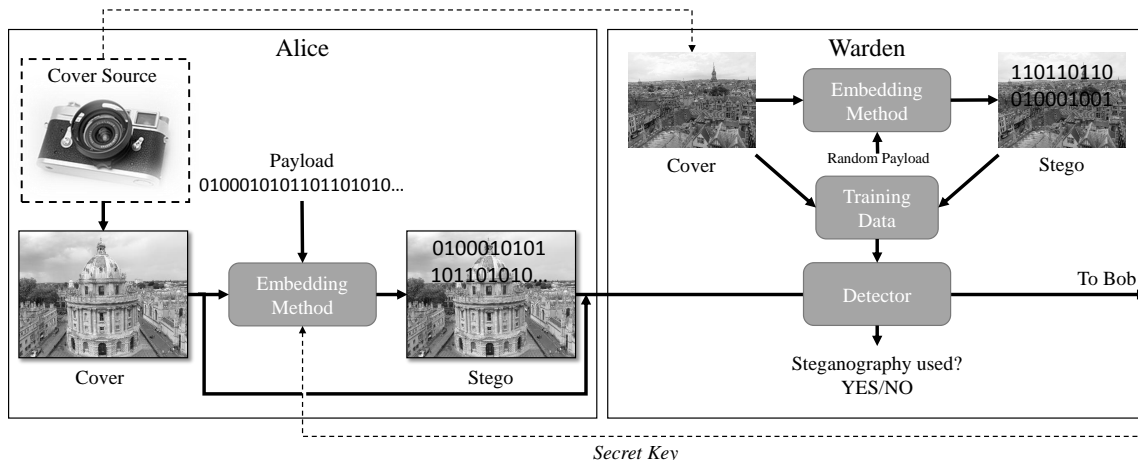 Alice
Cover Source
Payload
0100010101101101010...
0100010101
101101010...
Embedding
Method
Cover
Stego
Warden
110110110
010001001
Embedding
Method
Random Payload
Cover
Stego
Training
Data
Detector
To Bob
Steganography used?
YES/NO
Secret Key